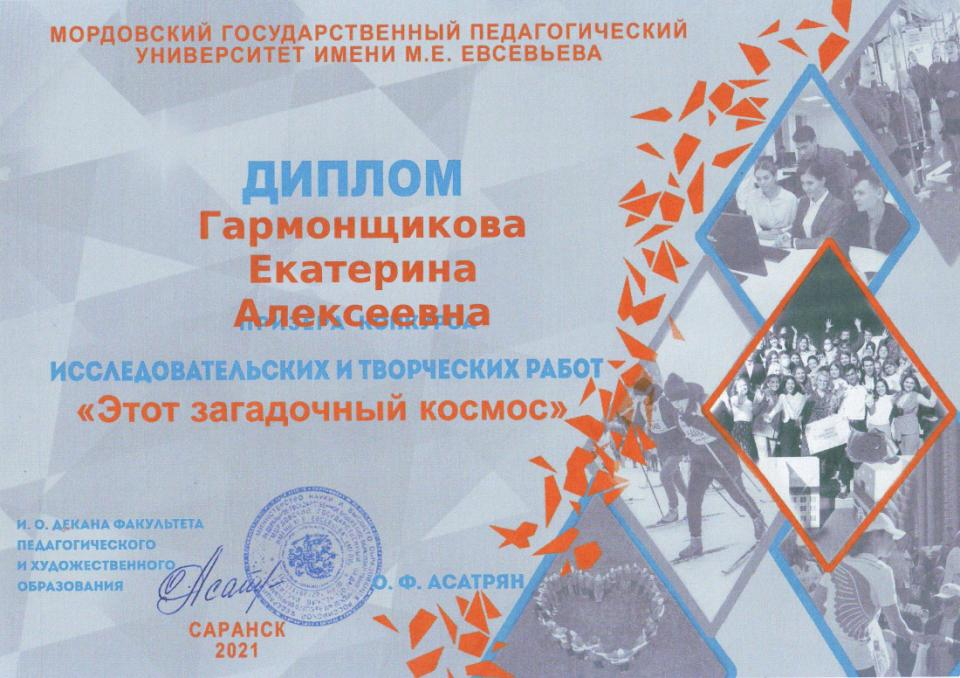 МОРДОВСКИЙ ГОСУДАРСТВЕННЫЙ ПЕДАГОГИЧЕСКИЙ
УНИВЕРСИТЕТ ИМЕНИ М.Е. ЕВСЕВЬЕВА
ДИПЛОМ
Гармонщикова
Екатерина
Алексеевна
ПРИЗЕРА КОНКУРСА
ИССЛЕДОВАТЕЛЬСКИХ И ТВОРЧЕСКИХ РАБОТ
«Этот загадочный космос»
И. О. ДЕКАНА ФАКУЛЬТЕТА
ПЕДАГОГИЧЕСКОГО
И ХУДОЖЕСТВЕННОГО
ОБРАЗОВАНИЯ
О. Ф. АСАТРЯН
САРАНСК
2021